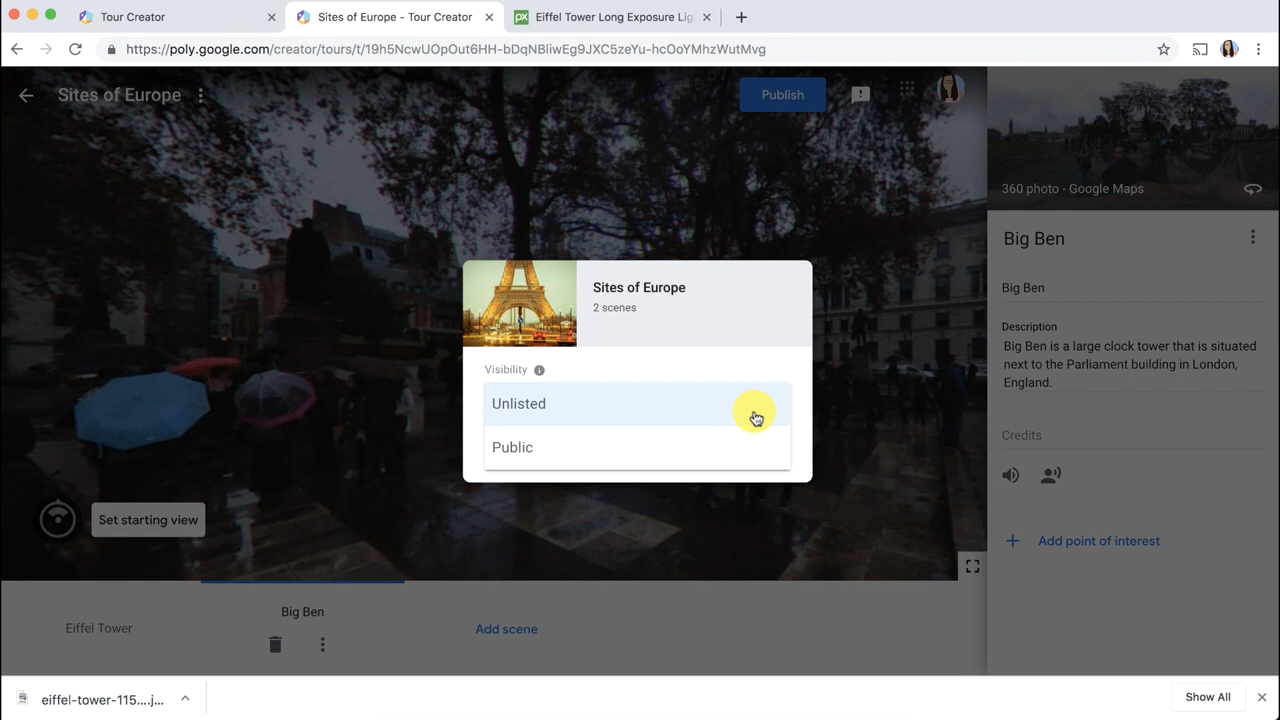 Tour Creator
Sites of Europe - Tour Creator
Eiffel Tower Long Exposure Lig
https://poly.google.com/creator/tours/t/19h5NcwUOpOut6HH-bDqNBliwEg9JXC5zeYu-hcOoYMhzWutMvg
Sites of Europe
Publish
360 photo - Google Maps
Big Ben
Big Ben
Description
Big Ben is a large clock tower that is situated
next to the Parliament building in London,
England.
Credits
Add point of interest
Sites of Europe
2 scenes
Visibility
Unlisted
Public
Set starting view
Eiffel Tower
Big Ben
Add scene
eiffel-tower-115....j...
Show All